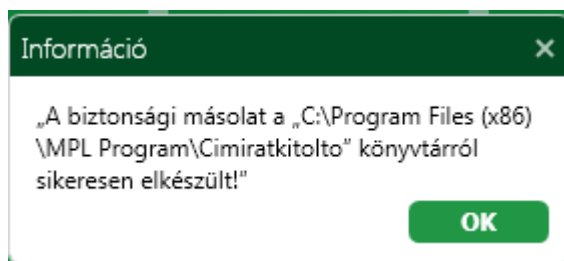 Információ
„A biztonsági másolat a „C:\Program Files (x86)
\MPL Program\Cimiratkitolto” könyvtárról
sikeresen elkészült!”
OK